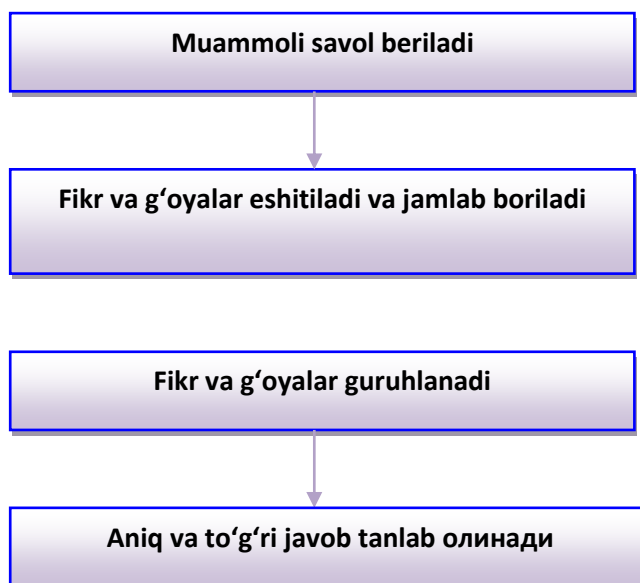 Muammoli savol beriladi
Fikr va g‘oyalar eshitiladi va jamlab boriladi
Fikr va g‘oyalar guruhlanadi
Aniq va to‘g‘ri javob tanlab олинади